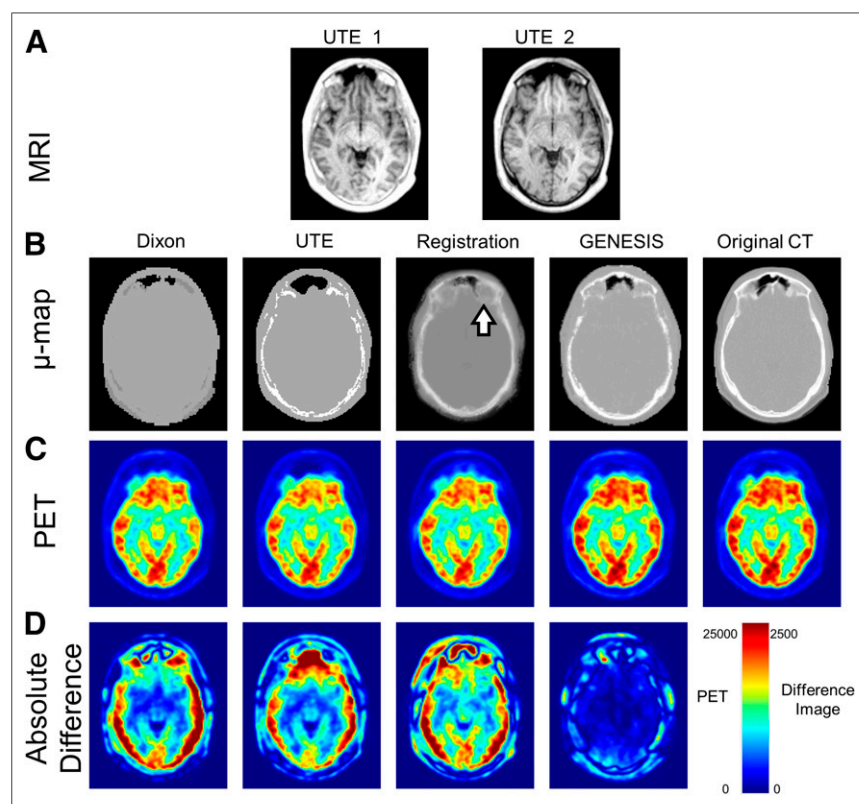 A
UTE 1
UTE 2
MRI
B
Dixon
UTE
Registration
GENESIS
Original CT
μ-map
C
PET
D
Absolute
Difference
25000
2500
PET
Difference
Image
0
0